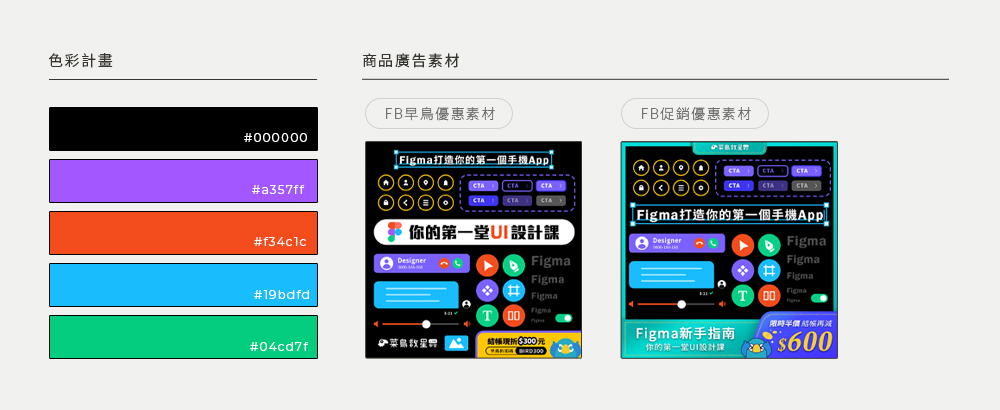 色彩計畫
#000000
#a357ff
#f34c1c
#19bdfd
#04cd7f
商品廣告素材
FB早鳥優惠素材
Figma打造你的第一個手機App
CTA
CTA
CTA
CTA
CTA
CTA
你的第一堂UI設計課
Designer
Figma
Figma
Figma
Figma
Figma
T
菜鳥救星
結帳現折$300元
BIRD300
FB促銷優惠素材
菜鳥救星
CTA
CTA
CTA
CTA
CTA
CTA
Figma打造你的第一個手機App
Designer
Figma
Figma
Figma
Figma
Figma
T
Figma新手指南
你的第一堂UI設計課
限時半價 結帳再減
$600